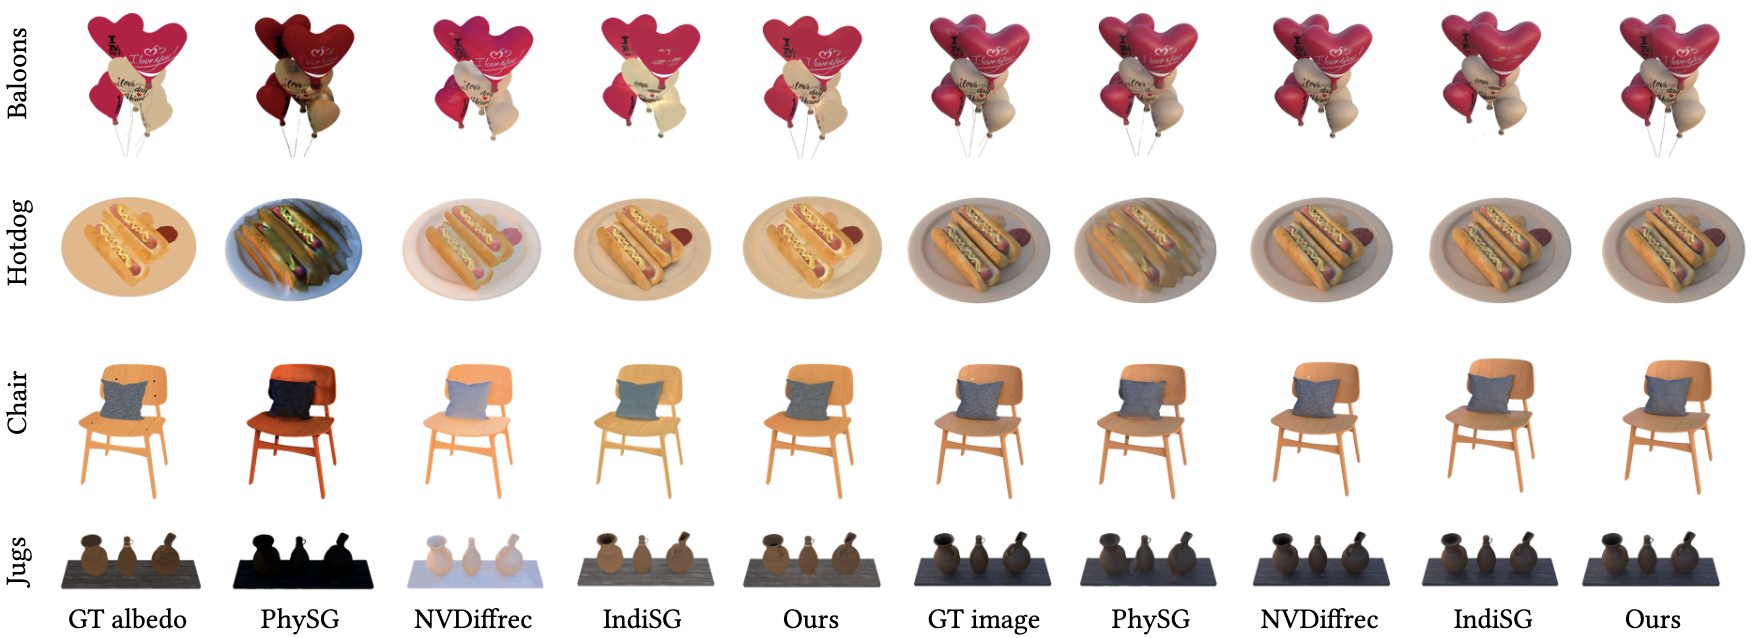 Baloons
Hotdog
Chair
Jugs
GT albedo PhySG NVDiffrec IndiSG Ours GT image PhySG NVDiffrec IndiSG Ours